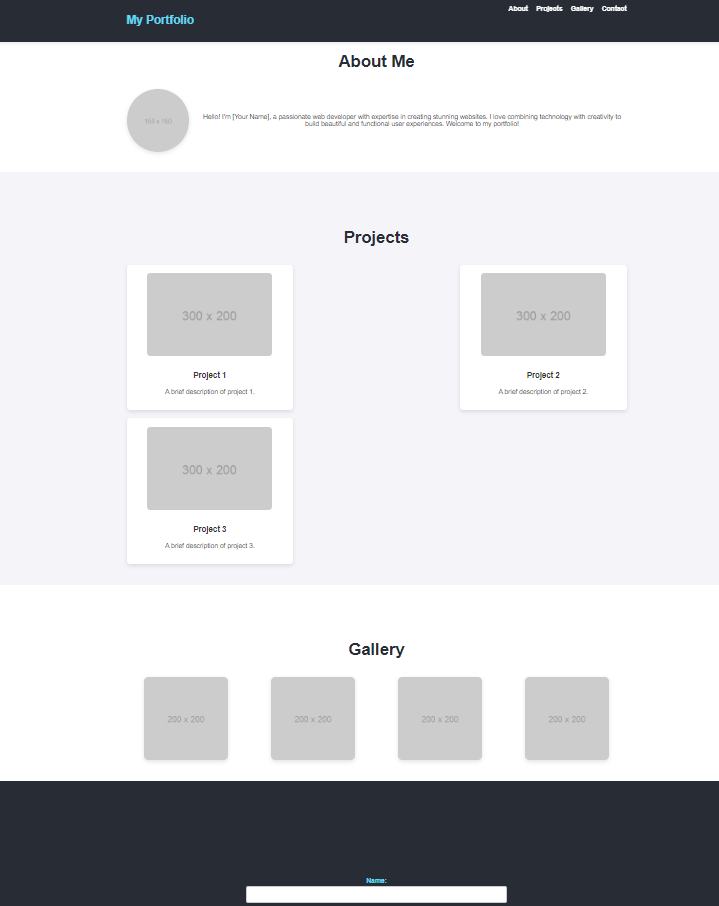 My Portfolio
About Projects Gallery Contact
About Me
150 x 150
Hello! I'm [Your Name], a passionate web developer with expertise in creating stunning websites. I love combining technology with creativity to
build beautiful and functional user experiences. Welcome to my portfolio!
Projects
300 x 200
Project 1
A brief description of project 1.
300 x 200
Project 2
A brief description of project 2.
300 x 200
Project 3
A brief description of project 3.
Gallery
200 x 200
200 x 200
200 x 200
200 x 200
Name: